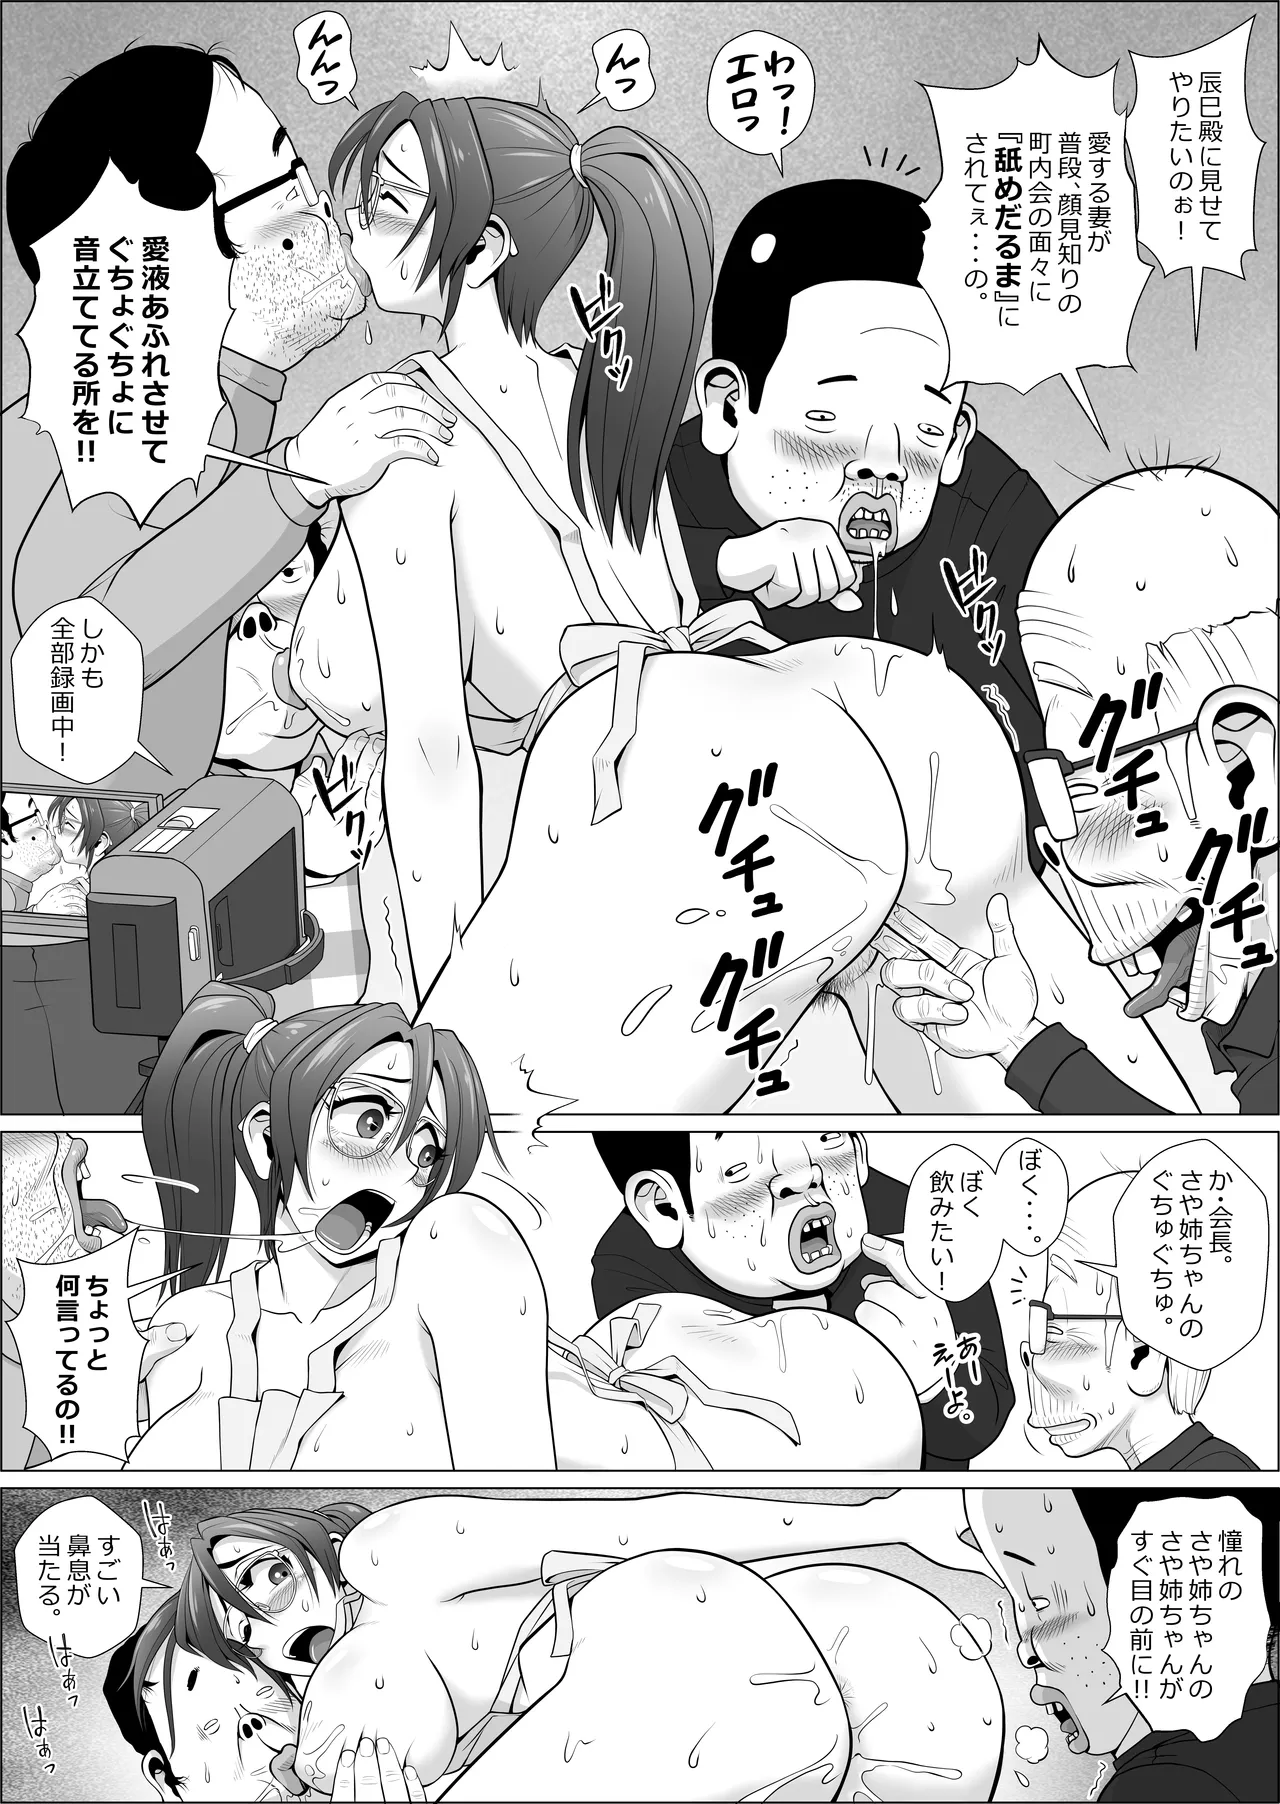 辰巳殿に見せて
やりたいのぉ！
愛する妻が
普段、顔見知りの
町内会の面々に
『舐めだるま』に
されてぇ・・・の。
わっ！
エロっ
んっ
んんっ
愛液あふれさせて
ぐちょぐちょに
音立ててる所を!!
しかも
全部録画中！
ビクッ
ビクッ
ビクッ
グチュ
グチュ
グチュ
グチュ
か・会長。
さや姉ちゃんの
ぐちゅぐちゅ。
ぼく・・・。
ぼく
飲みたい！
あー
えーよ。
ちょっと
何言ってるの!!
憧れの
さや姉ちゃんの
さや姉ちゃんが
すぐ目の前に!!
すごい
鼻息が
当たる。
はぁっ
はぁっ
はぁっ